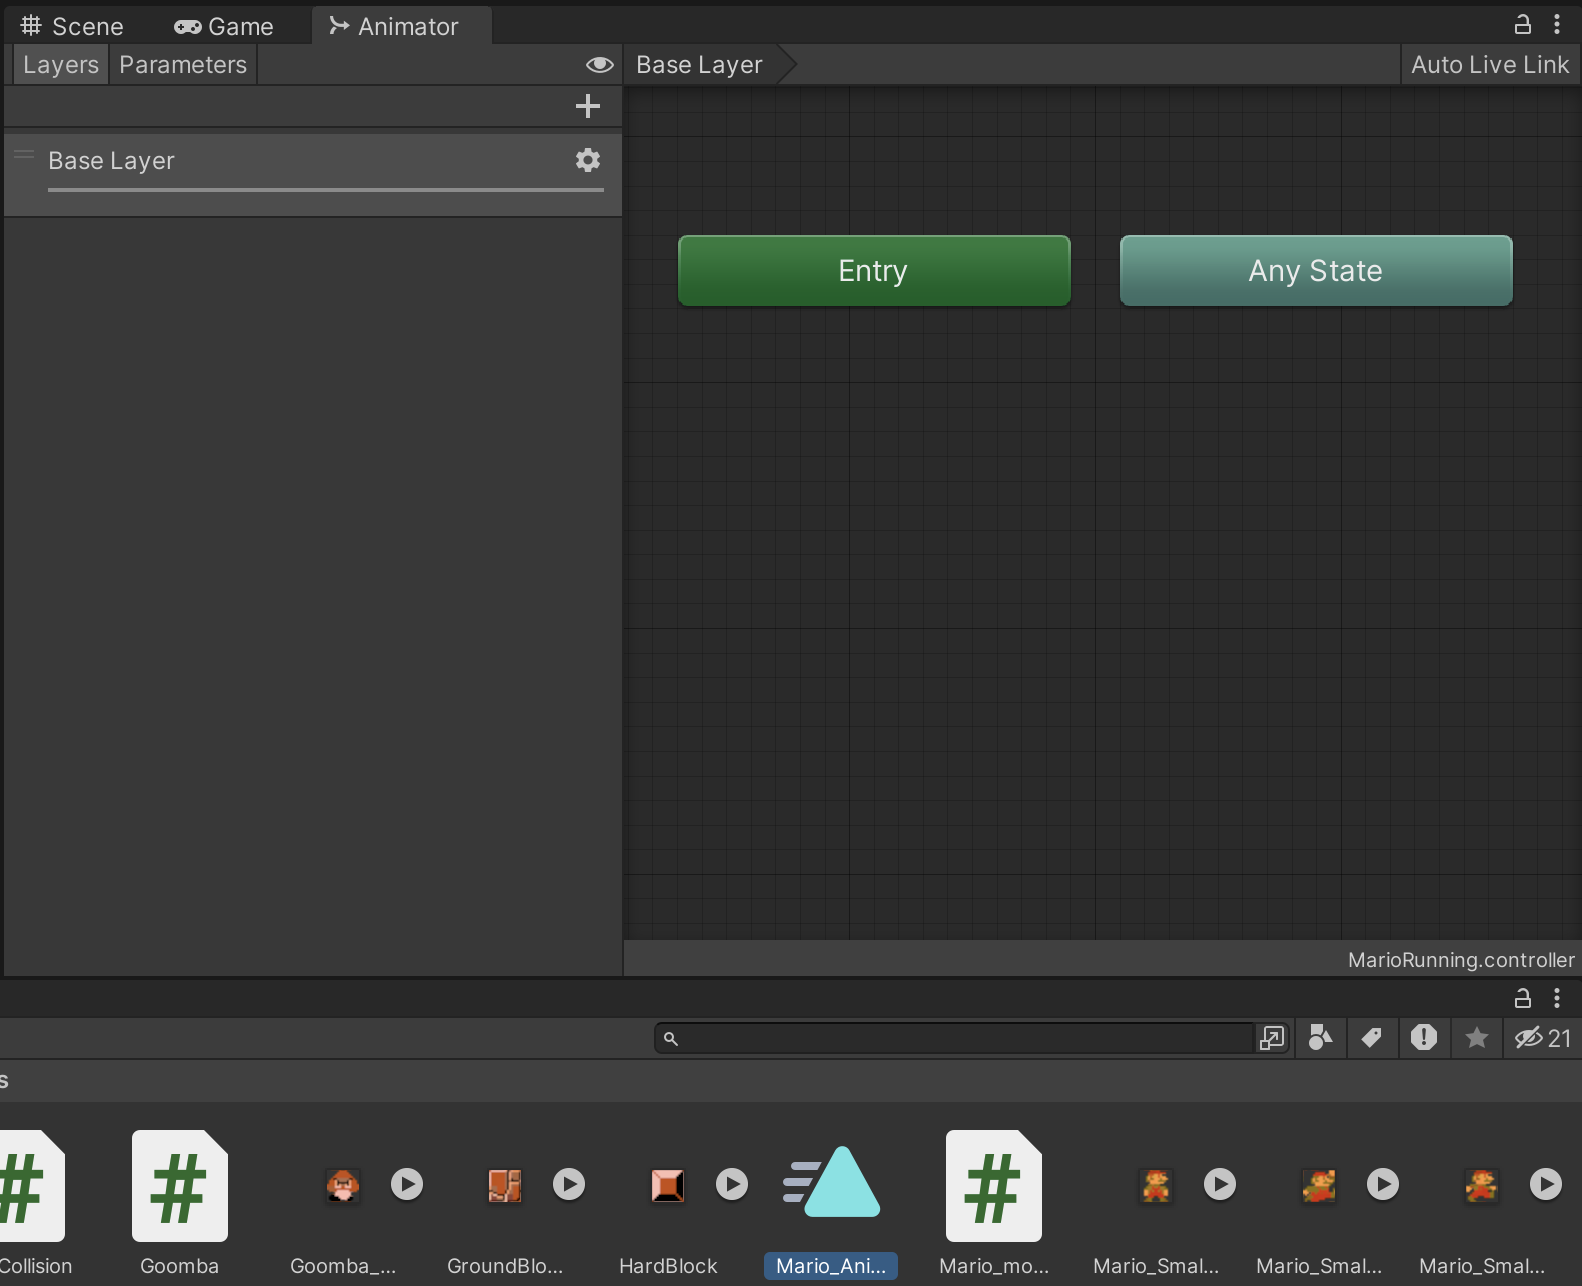 Scene Game Animator
Layers Parameters Base Layer Auto Live Link
Base Layer
Entry Any State
MarioRunning.controller
21
s
Collision Goomba Goomba_... GroundBlo... HardBlock Mario_Ani... Mario_mo... Mario_Smal... Mario_Smal... Mario_Smal...